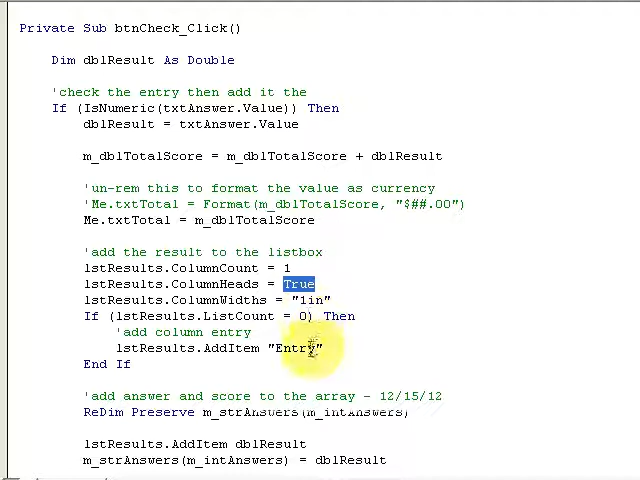 Private Sub btnCheck_Click()
Dim dblResult As Double
'check the entry then add it the
If (IsNumeric(txtAnswer.Value)) Then
dblResult = txtAnswer.Value
m_dblTotalScore = m_dblTotalScore + dblResult
'un-rem this to format the value as currency
'Me.txtTotal = Format(m_dblTotalScore, "$##.00")
Me.txtTotal = m_dblTotalScore
'add the result to the listbox
lstResults.ColumnCount = 1
lstResults.ColumnHeads = True
lstResults.ColumnWidths = "1in"
If (lstResults.ListCount = 0) Then
'add column entry
lstResults.AddItem "Entry"
End If
'add answer and score to the array - 12/15/12
ReDim Preserve m_strAnswers(m_intAnswers)
lstResults.AddItem dblResult
m_strAnswers(m_intAnswers) = dblResult